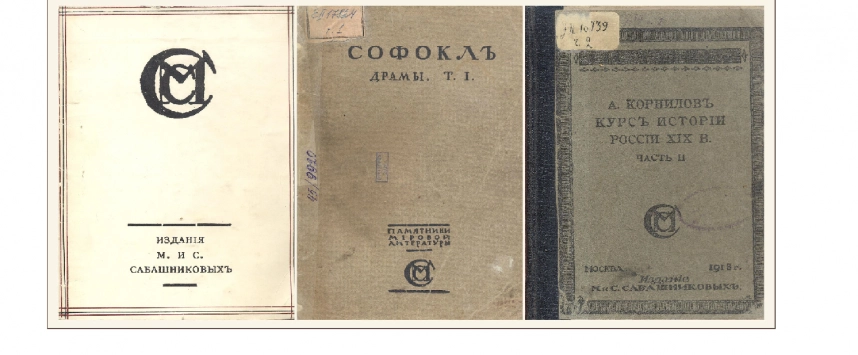 ИЗДАНІЯ
М. И С.
САБАШНИКОВЫХЪ
СОФОКЛЪ
ДРАМЫ. Т. I.
ПАМЯТНИКИ
МІРОВОЙ
ЛИТЕРАТУРЫ
А. КОРНИЛОВЪ
КУРСЪ ИСТОРІИ
РОССІИ XIX В.
ЧАСТЬ II
МОСКВА 1918 г.
Изданіе
М. и С. САБАШНИКОВЫХЪ